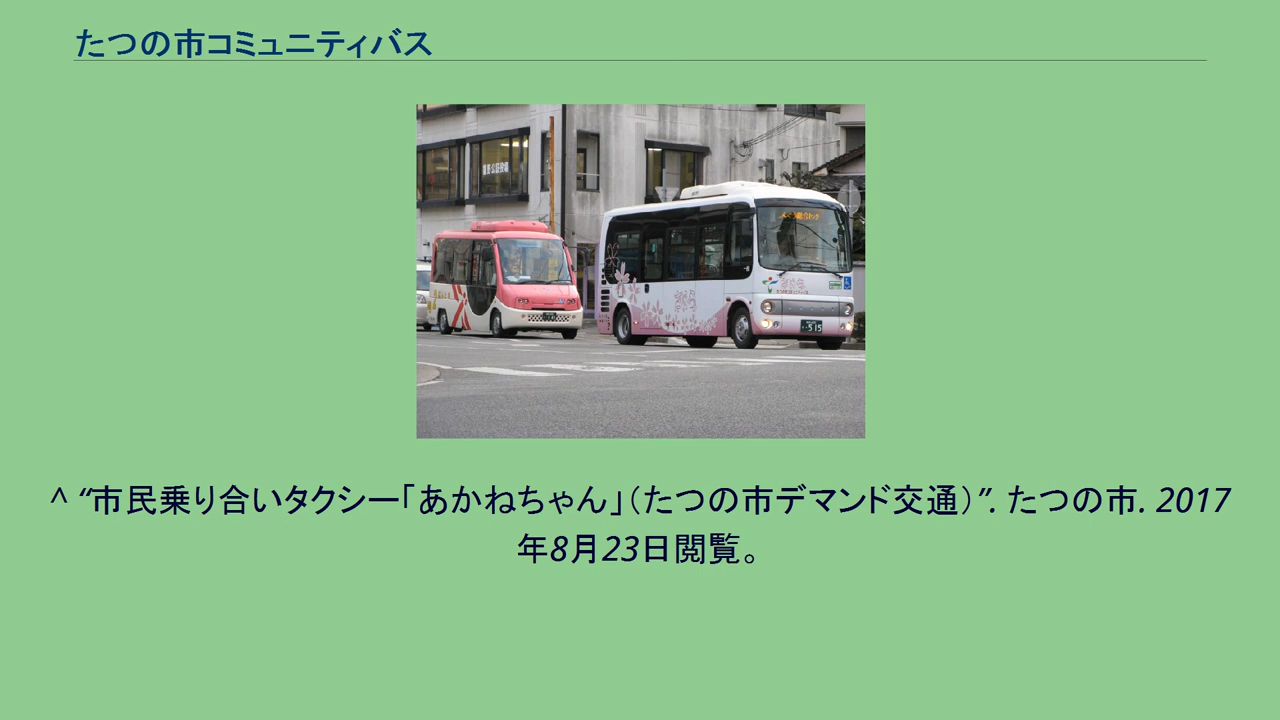 たつの市コミュニティバス
^ “市民乗り合いタクシー「あかねちゃん」（たつの市デマンド交通）”. たつの市. 2017
年8月23日閲覧。
515